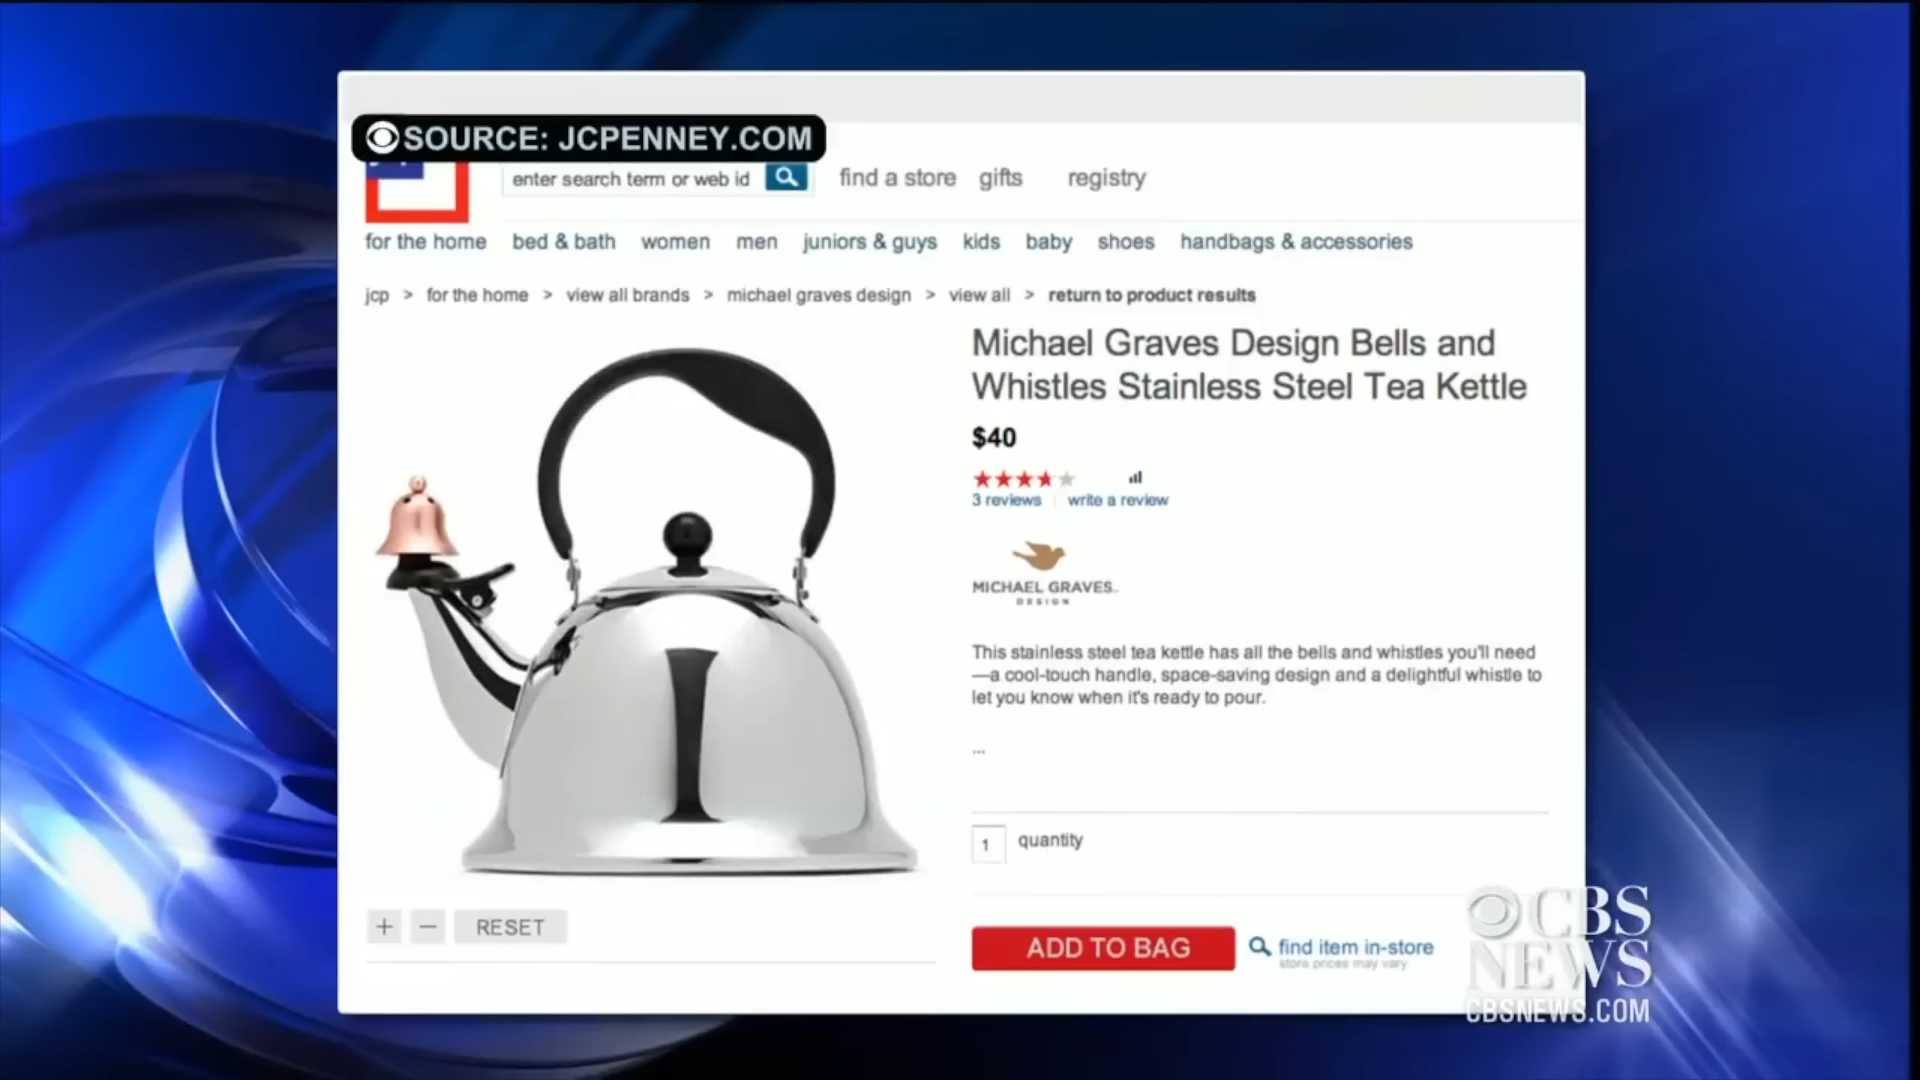 SOURCE: JCPENNEY.COM
enter search term or web id
find a store gifts registry
for the home bed & bath women men juniors & guys kids baby shoes handbags & accessories
jcp > for the home > view all brands > michael graves design > view all > return to product results
Michael Graves Design Bells and
Whistles Stainless Steel Tea Kettle
$40
3 reviews write a review
MICHAEL GRAVES.
DESIGN
This stainless steel tea kettle has all the bells and whistles you'll need
—a cool-touch handle, space-saving design and a delightful whistle to
let you know when it's ready to pour.
...
1 quantity
+ − RESET
ADD TO BAG
find item in-store
store prices may vary
CBS
NEWS
CBSNEWS.COM